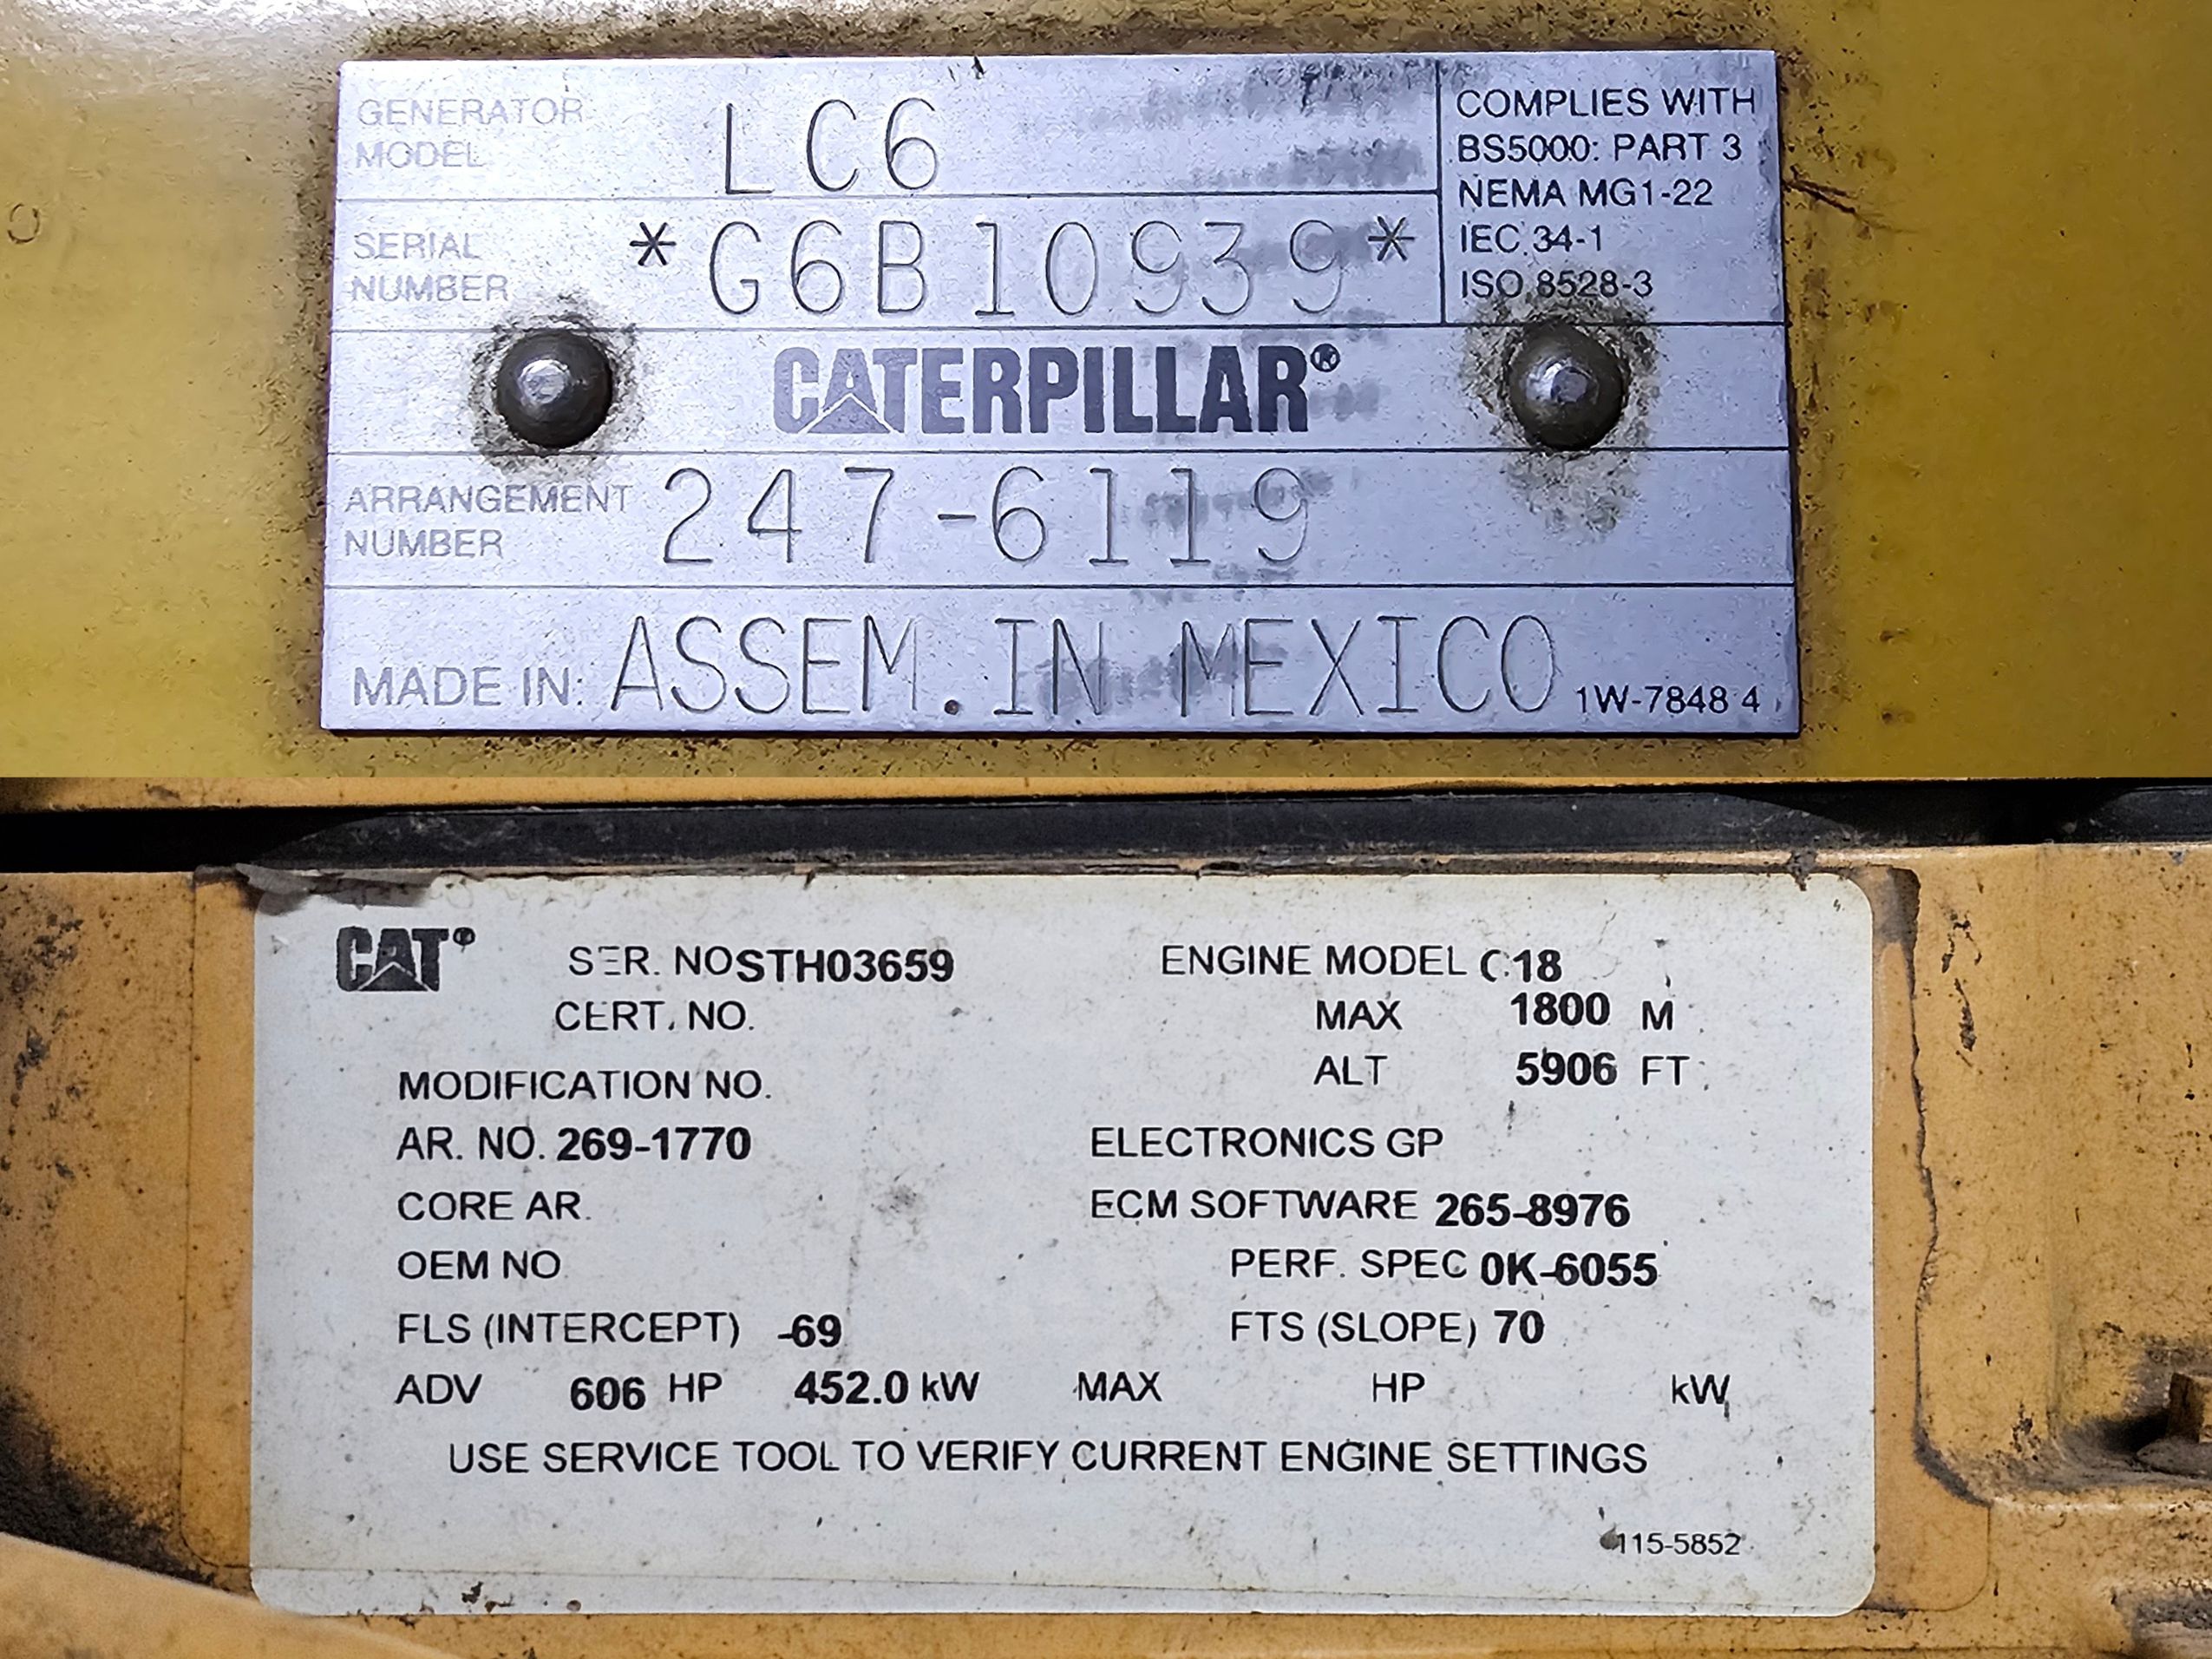 GENERATOR MODEL LC6
COMPLIES WITH
BS5000: PART 3
NEMA MG1-22
IEC 34-1
ISO 8528-3
SERIAL NUMBER *G6B10939*
CATERPILLAR®
ARRANGEMENT NUMBER 247-6119
MADE IN: ASSEM. IN MEXICO 1W-7848 4
CAT® SER. NO STH03659 ENGINE MODEL C18
CERT. NO. MAX 1800 M
ALT 5906 FT
MODIFICATION NO.
AR. NO. 269-1770 ELECTRONICS GP
CORE AR. ECM SOFTWARE 265-8976
OEM NO PERF. SPEC 0K-6055
FLS (INTERCEPT) -69 FTS (SLOPE) 70
ADV 606 HP 452.0 kW MAX HP kW
USE SERVICE TOOL TO VERIFY CURRENT ENGINE SETTINGS
115-5852